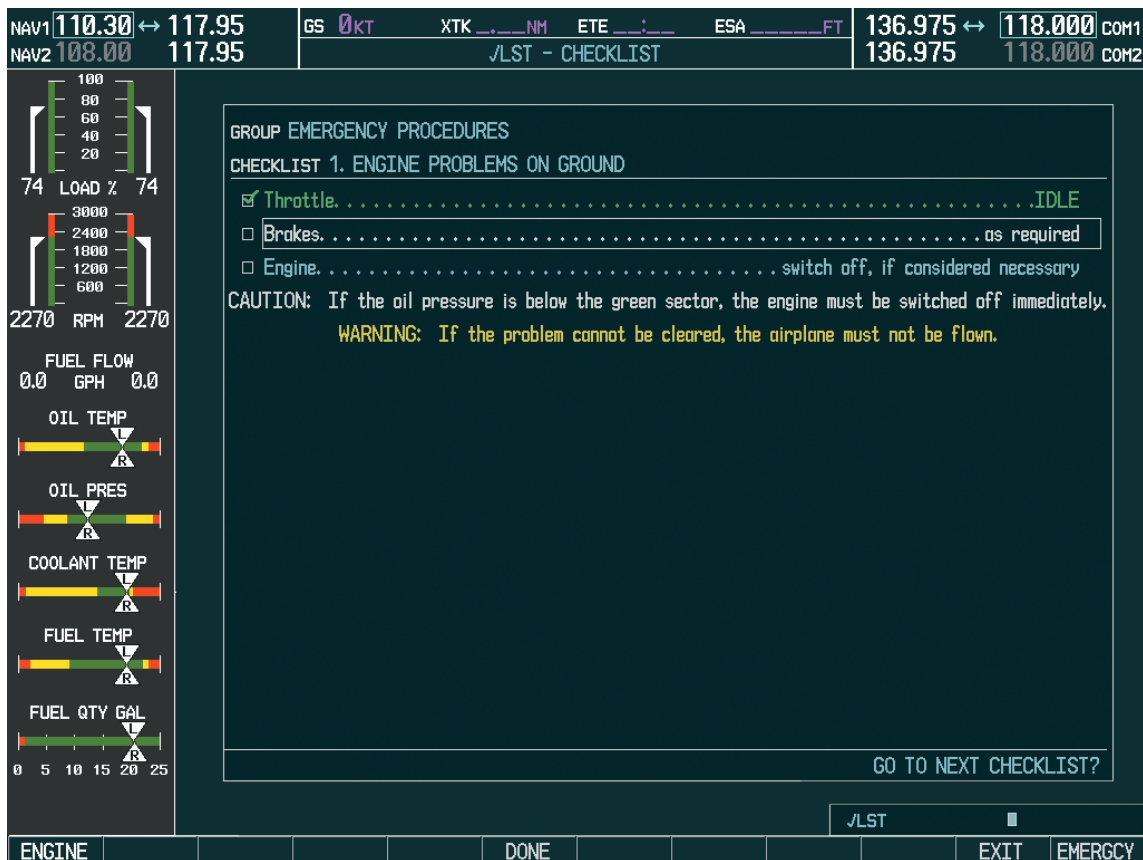 NAV1 110.30 ↔ 117.95
NAV2 108.00 117.95
GS 0KT XTK _.__NM ETE __:__ ESA _____FT
√LST - CHECKLIST
136.975 ↔ 118.000 COM1
136.975 118.000 COM2
100
80
60
40
20
74 LOAD % 74
3000
2400
1800
1200
600
2270 RPM 2270
FUEL FLOW
0.0 GPH 0.0
OIL TEMP
L
R
OIL PRES
L
R
COOLANT TEMP
L
R
FUEL TEMP
L
R
FUEL QTY GAL
L
R
0 5 10 15 20 25
GROUP EMERGENCY PROCEDURES
CHECKLIST 1. ENGINE PROBLEMS ON GROUND
Throttle. . . . . . . . . . . . . . . . . . . . . . . . . . . . . . . . . . . . . . . . . . . . . . . . . . . . .IDLE
Brakes. . . . . . . . . . . . . . . . . . . . . . . . . . . . . . . . . . . . . . . . . . . . . . . . . . as required
Engine. . . . . . . . . . . . . . . . . . . . . . . . . . . . . . . . . . . switch off, if considered necessary
CAUTION: If the oil pressure is below the green sector, the engine must be switched off immediately.
WARNING: If the problem cannot be cleared, the airplane must not be flown.
GO TO NEXT CHECKLIST?
√LST
ENGINE DONE EXIT EMERGCY